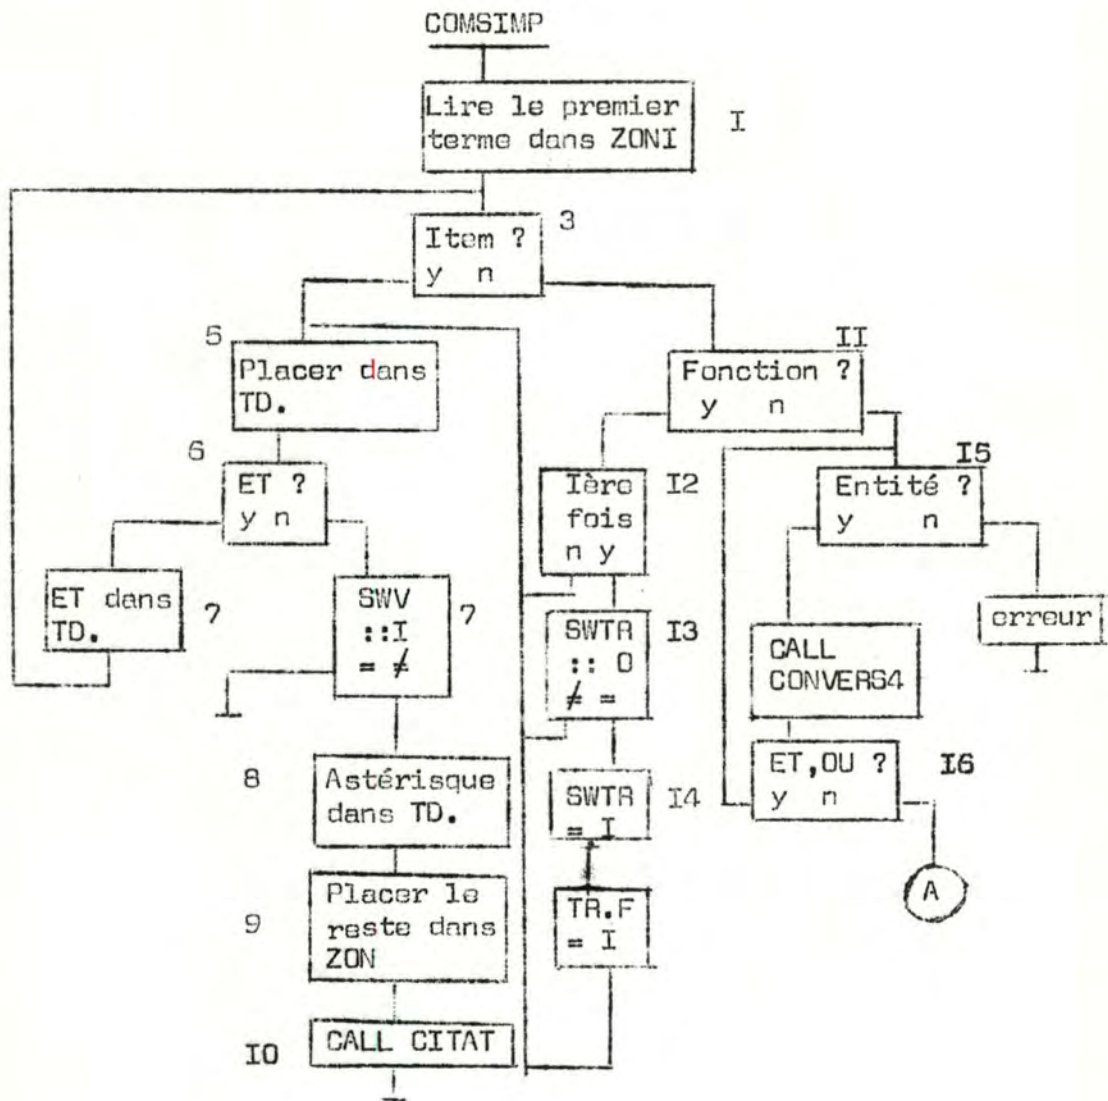 COMSIMP
Lire le premier
terme dans ZONI
I
Item ?
y n
3
5
Placer dans
TD.
6
ET ?
y n
ET dans
TD.
7
SWV
::I
= ≠
7
8
Astérisque
dans TD.
9
Placer le
reste dans
ZON
IO
CALL CITAT
II
Fonction ?
y n
Ière
fois
n y
I2
SWTR
:: O
≠ =
I3
SWTR
= I
I4
TR.F
= I
I5
Entité ?
y n
erreur
CALL
CONVERS4
ET,OU ?
y n
I6
A